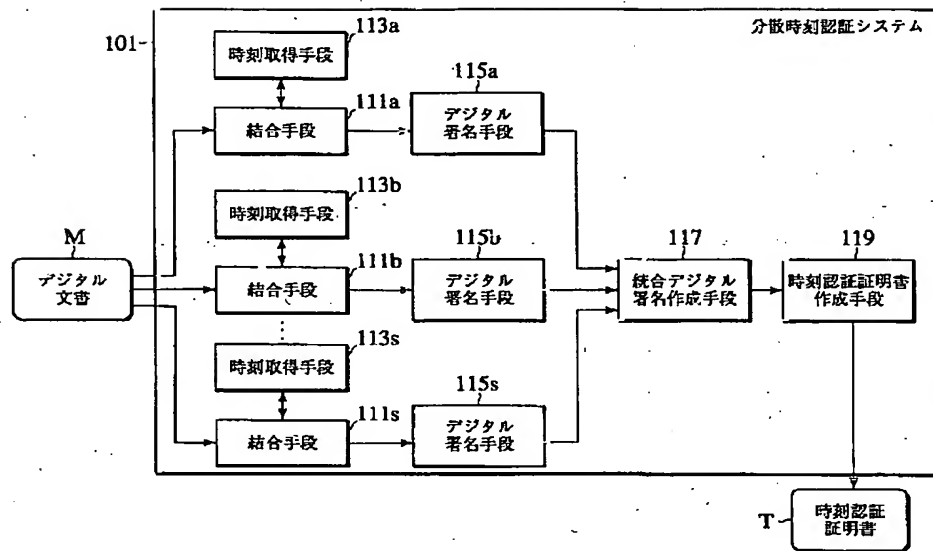 分散時刻認証システム
101
113a
時刻取得手段
111a
結合手段
115a
デジタル
署名手段
113b
時刻取得手段
111b
結合手段
115b
デジタル
署名手段
M
デジタル
文書
117
統合デジタル
署名作成手段
119
時刻認証証明書
作成手段
113s
時刻取得手段
111s
結合手段
115s
デジタル
署名手段
T
時刻認証
証明書